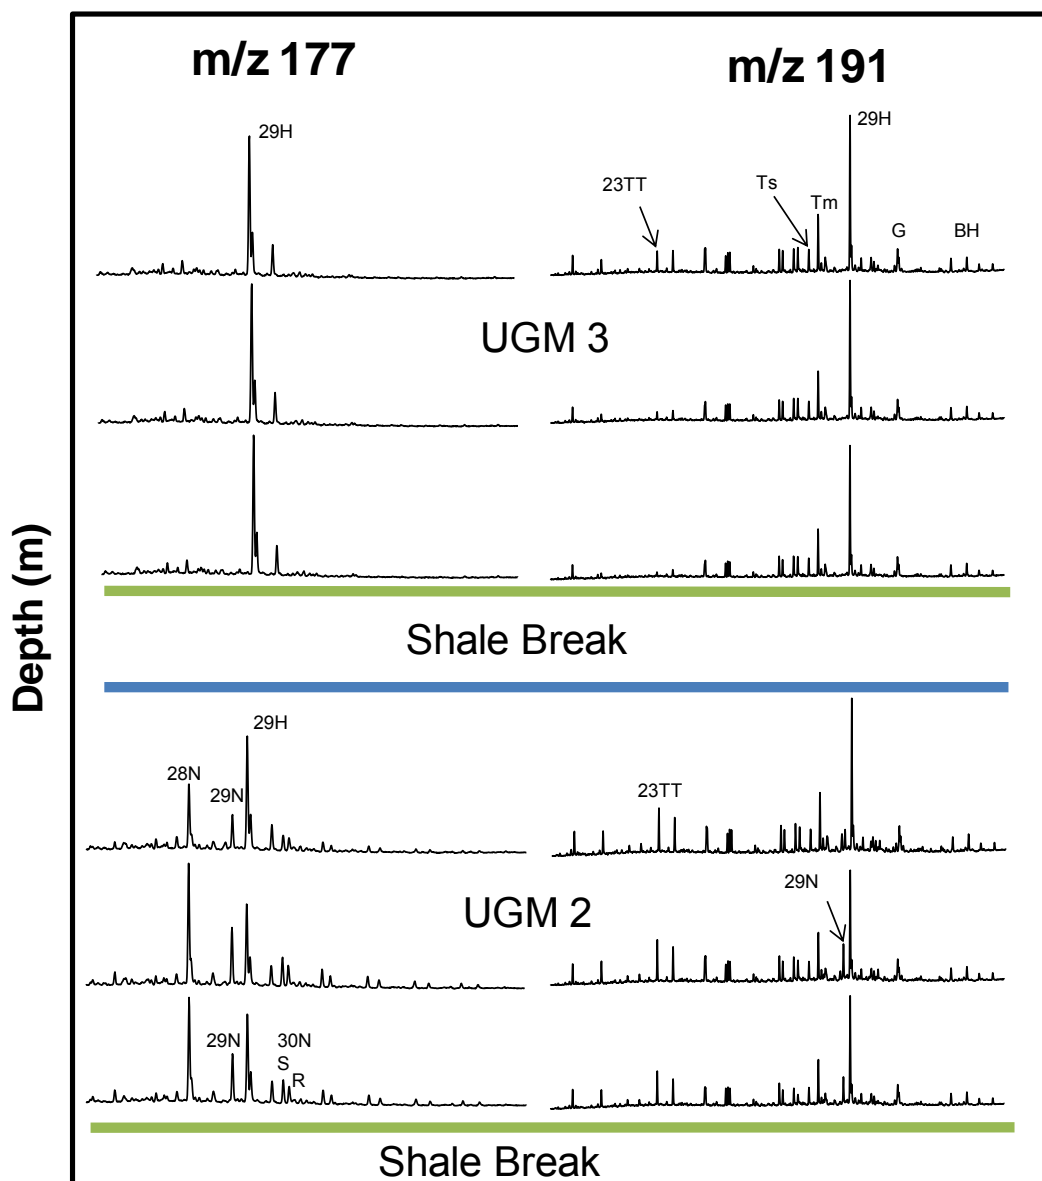 m/z 177
m/z 191
29H
29H
23TT
Ts
Tm
G
BH
UGM 3
Depth (m)
Shale Break
29H
28N
29N
23TT
29N
UGM 2
29N
30N
S
R
Shale Break